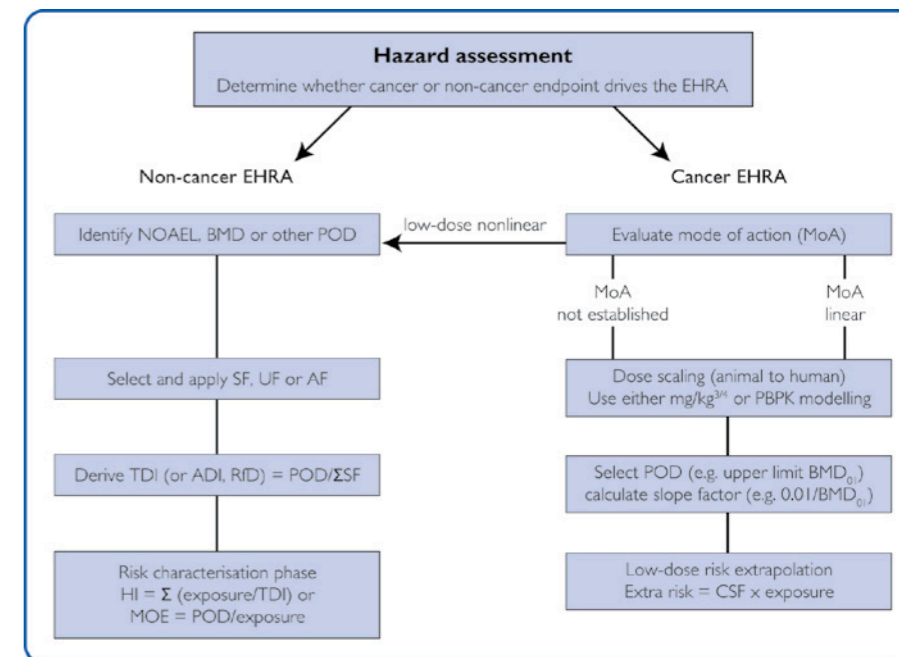 Hazard assessment
Determine whether cancer or non-cancer endpoint drives the EHRA
Non-cancer EHRA
Cancer EHRA
Identify NOAEL, BMD or other POD
low-dose nonlinear
Evaluate mode of action (MoA)
MoA
not established
MoA
linear
Select and apply SF, UF or AF
Dose scaling (animal to human)
Use either mg/kg³ᐟ⁴ or PBPK modelling
Derive TDI (or ADI, RfD) = POD/ΣSF
Select POD (e.g. upper limit BMD₀₁)
calculate slope factor (e.g. 0.01/BMD₀₁)
Risk characterisation phase
HI = Σ (exposure/TDI) or
MOE = POD/exposure
Low-dose risk extrapolation
Extra risk = CSF x exposure